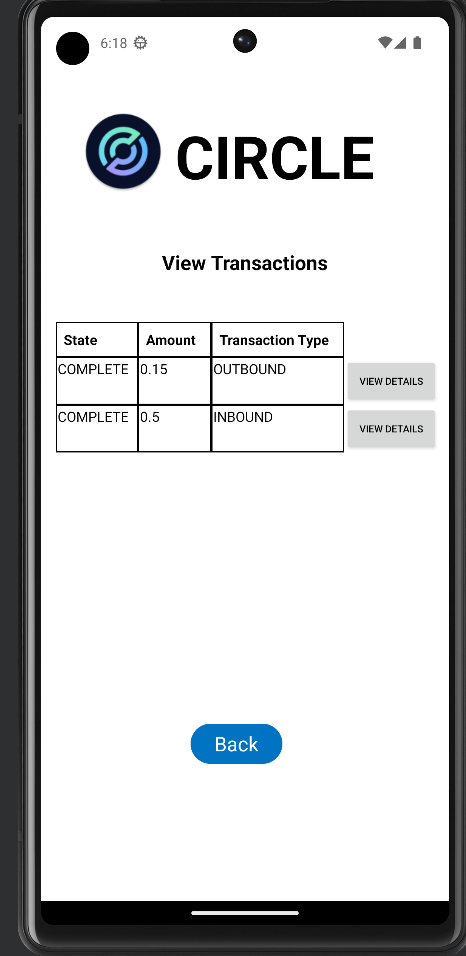 6:18
CIRCLE
View Transactions
State Amount Transaction Type
COMPLETE 0.15 OUTBOUND VIEW DETAILS
COMPLETE 0.5 INBOUND VIEW DETAILS
Back